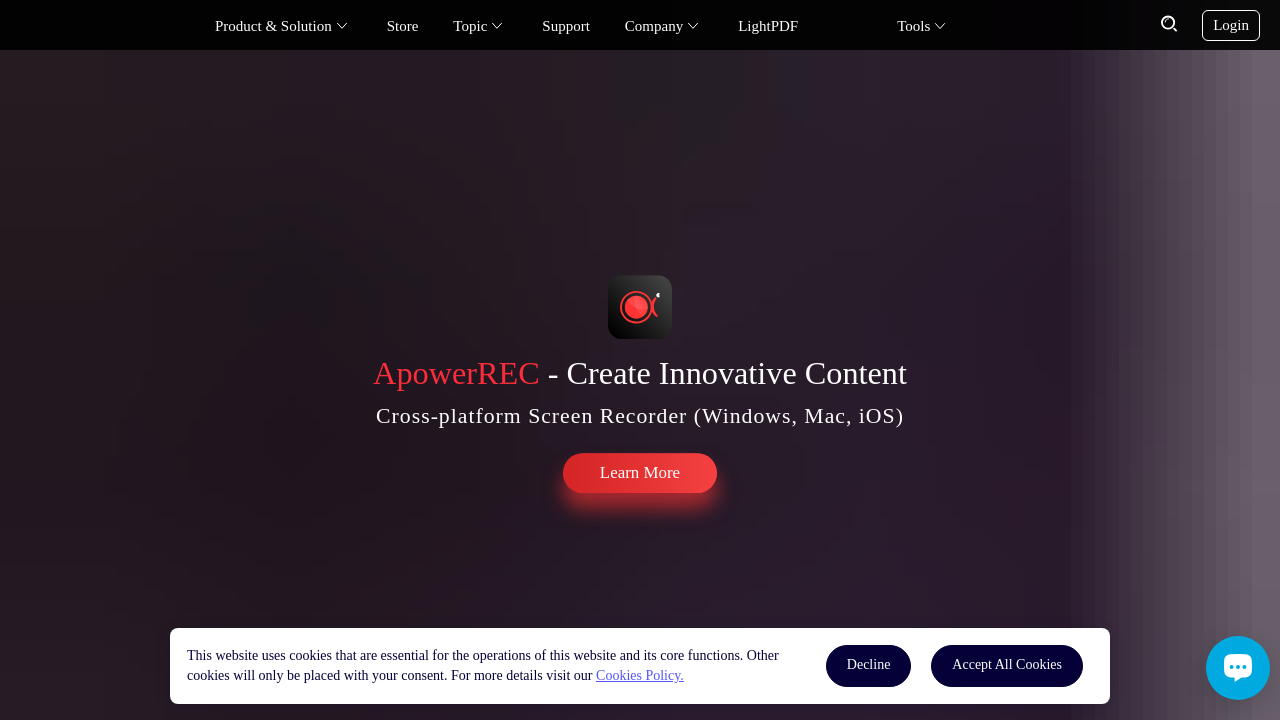 Product & Solution Store Topic Support Company LightPDF Tools Login
ApowerREC - Create Innovative Content
Cross-platform Screen Recorder (Windows, Mac, iOS)
Learn More
This website uses cookies that are essential for the operations of this website and its core functions. Other
cookies will only be placed with your consent. For more details visit our Cookies Policy.
Decline
Accept All Cookies